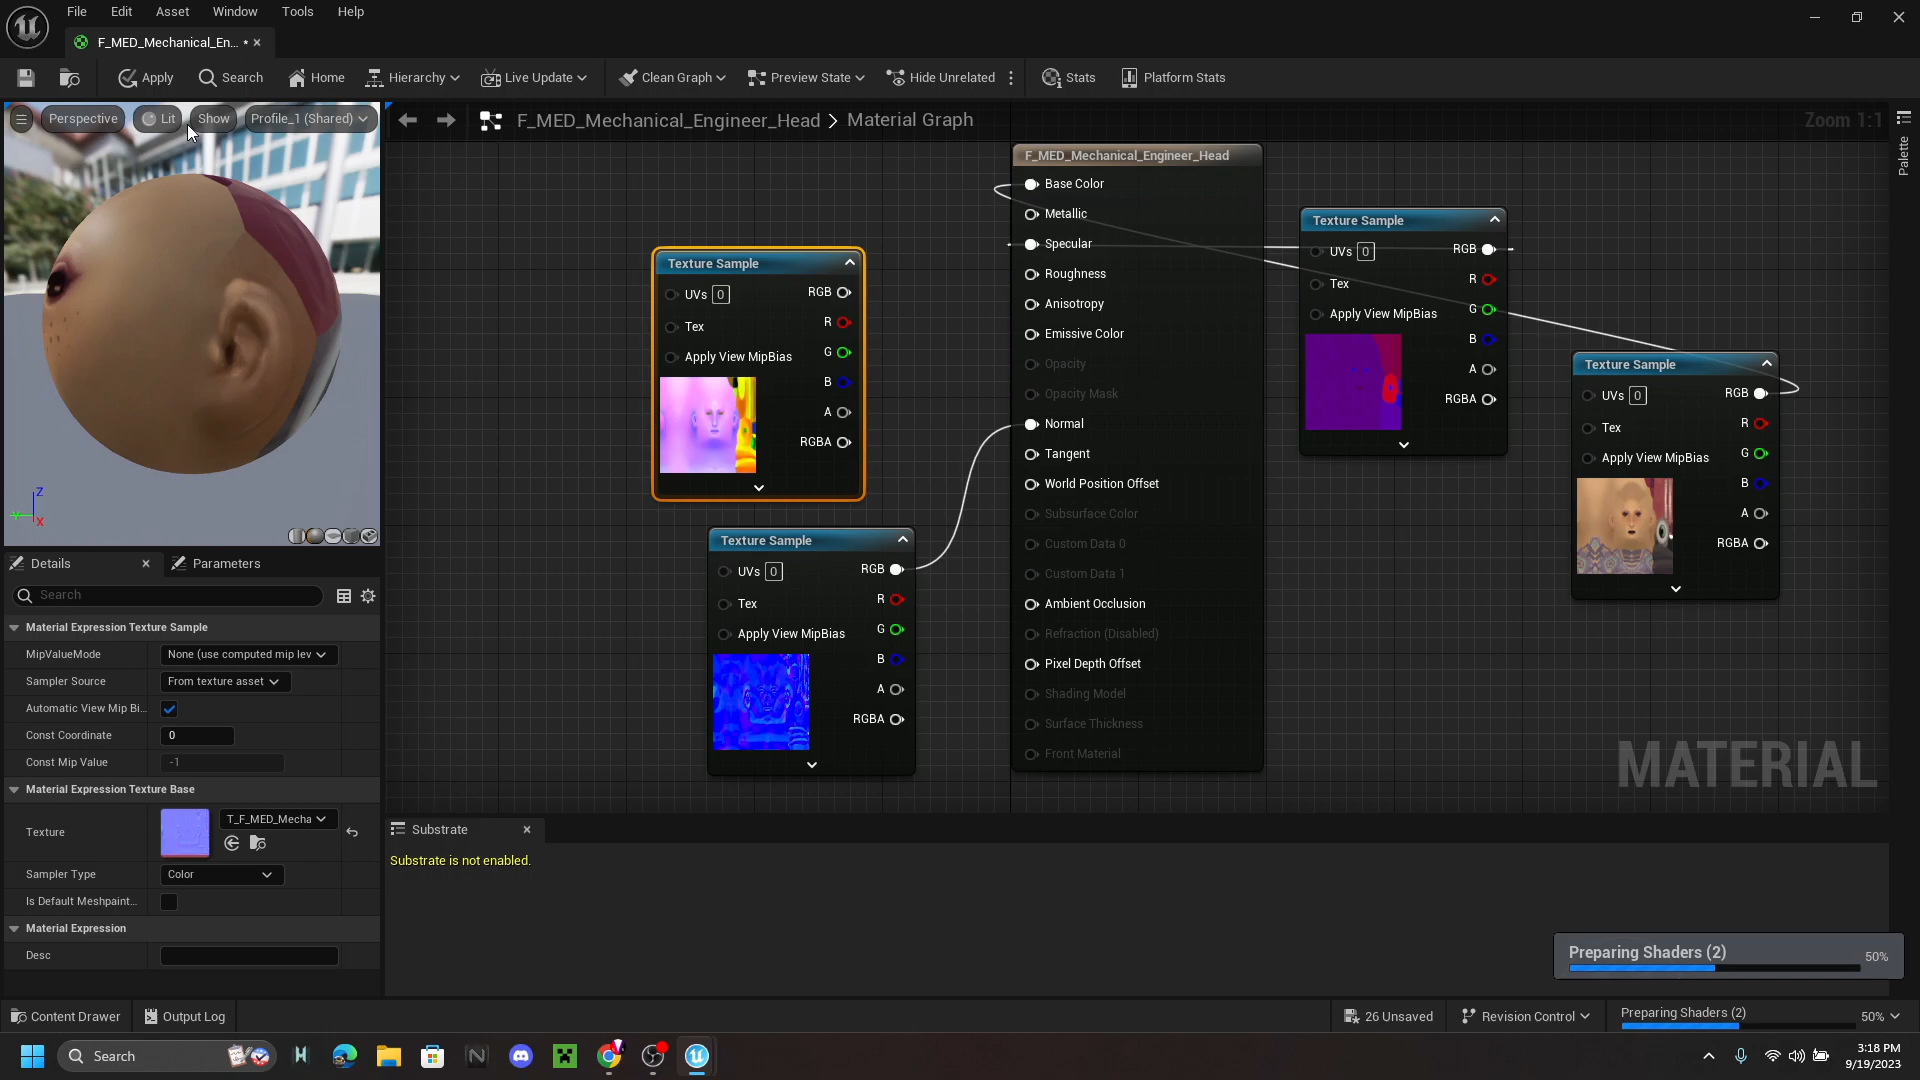 File Edit Asset Window Tools Help
F_MED_Mechanical_En... •
Apply Search Home Hierarchy Live Update Clean Graph Preview State Hide Unrelated Stats Platform Stats
Perspective Lit Show Profile_1 (Shared)
F_MED_Mechanical_Engineer_Head > Material Graph
Zoom 1:1
Palette
F_MED_Mechanical_Engineer_Head
Base Color
Metallic
Specular
Roughness
Anisotropy
Emissive Color
Opacity
Opacity Mask
Normal
Tangent
World Position Offset
Subsurface Color
Custom Data 0
Custom Data 1
Ambient Occlusion
Refraction (Disabled)
Pixel Depth Offset
Shading Model
Surface Thickness
Front Material
Texture Sample
UVs 0 RGB
R
Tex
Apply View MipBias G
B
A
RGBA
Texture Sample
UVs 0 RGB
R
Tex
Apply View MipBias G
B
A
RGBA
Texture Sample
UVs 0 RGB
R
Tex
Apply View MipBias G
B
A
RGBA
Texture Sample
UVs 0 RGB
R
Tex
Apply View MipBias G
B
A
RGBA
MATERIAL
Z
Y
X
Details Parameters
Search
Material Expression Texture Sample
MipValueMode None (use computed mip lev
Sampler Source From texture asset
Automatic View Mip Bi...
Const Coordinate 0
Const Mip Value -1
Material Expression Texture Base
Texture T_F_MED_Mecha
Sampler Type Color
Is Default Meshpaint...
Material Expression
Desc
Substrate
Substrate is not enabled.
Preparing Shaders (2) 50%
Content Drawer Output Log 26 Unsaved Revision Control Preparing Shaders (2) 50%
Search
3:18 PM
9/19/2023